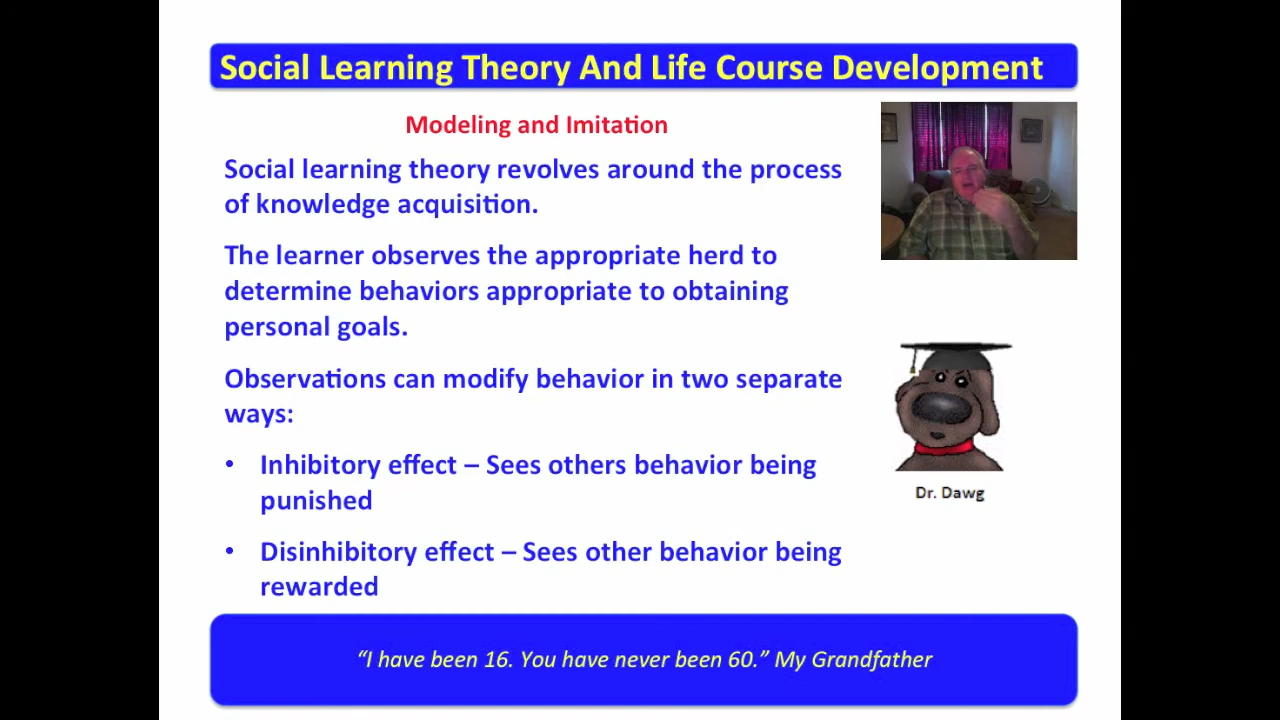 Social Learning Theory And Life Course Development
Modeling and Imitation
Social learning theory revolves around the process
of knowledge acquisition.
The learner observes the appropriate herd to
determine behaviors appropriate to obtaining
personal goals.
Observations can modify behavior in two separate
ways:
• Inhibitory effect – Sees others behavior being
punished
• Disinhibitory effect – Sees other behavior being
rewarded
Dr. Dawg
“I have been 16. You have never been 60.” My Grandfather